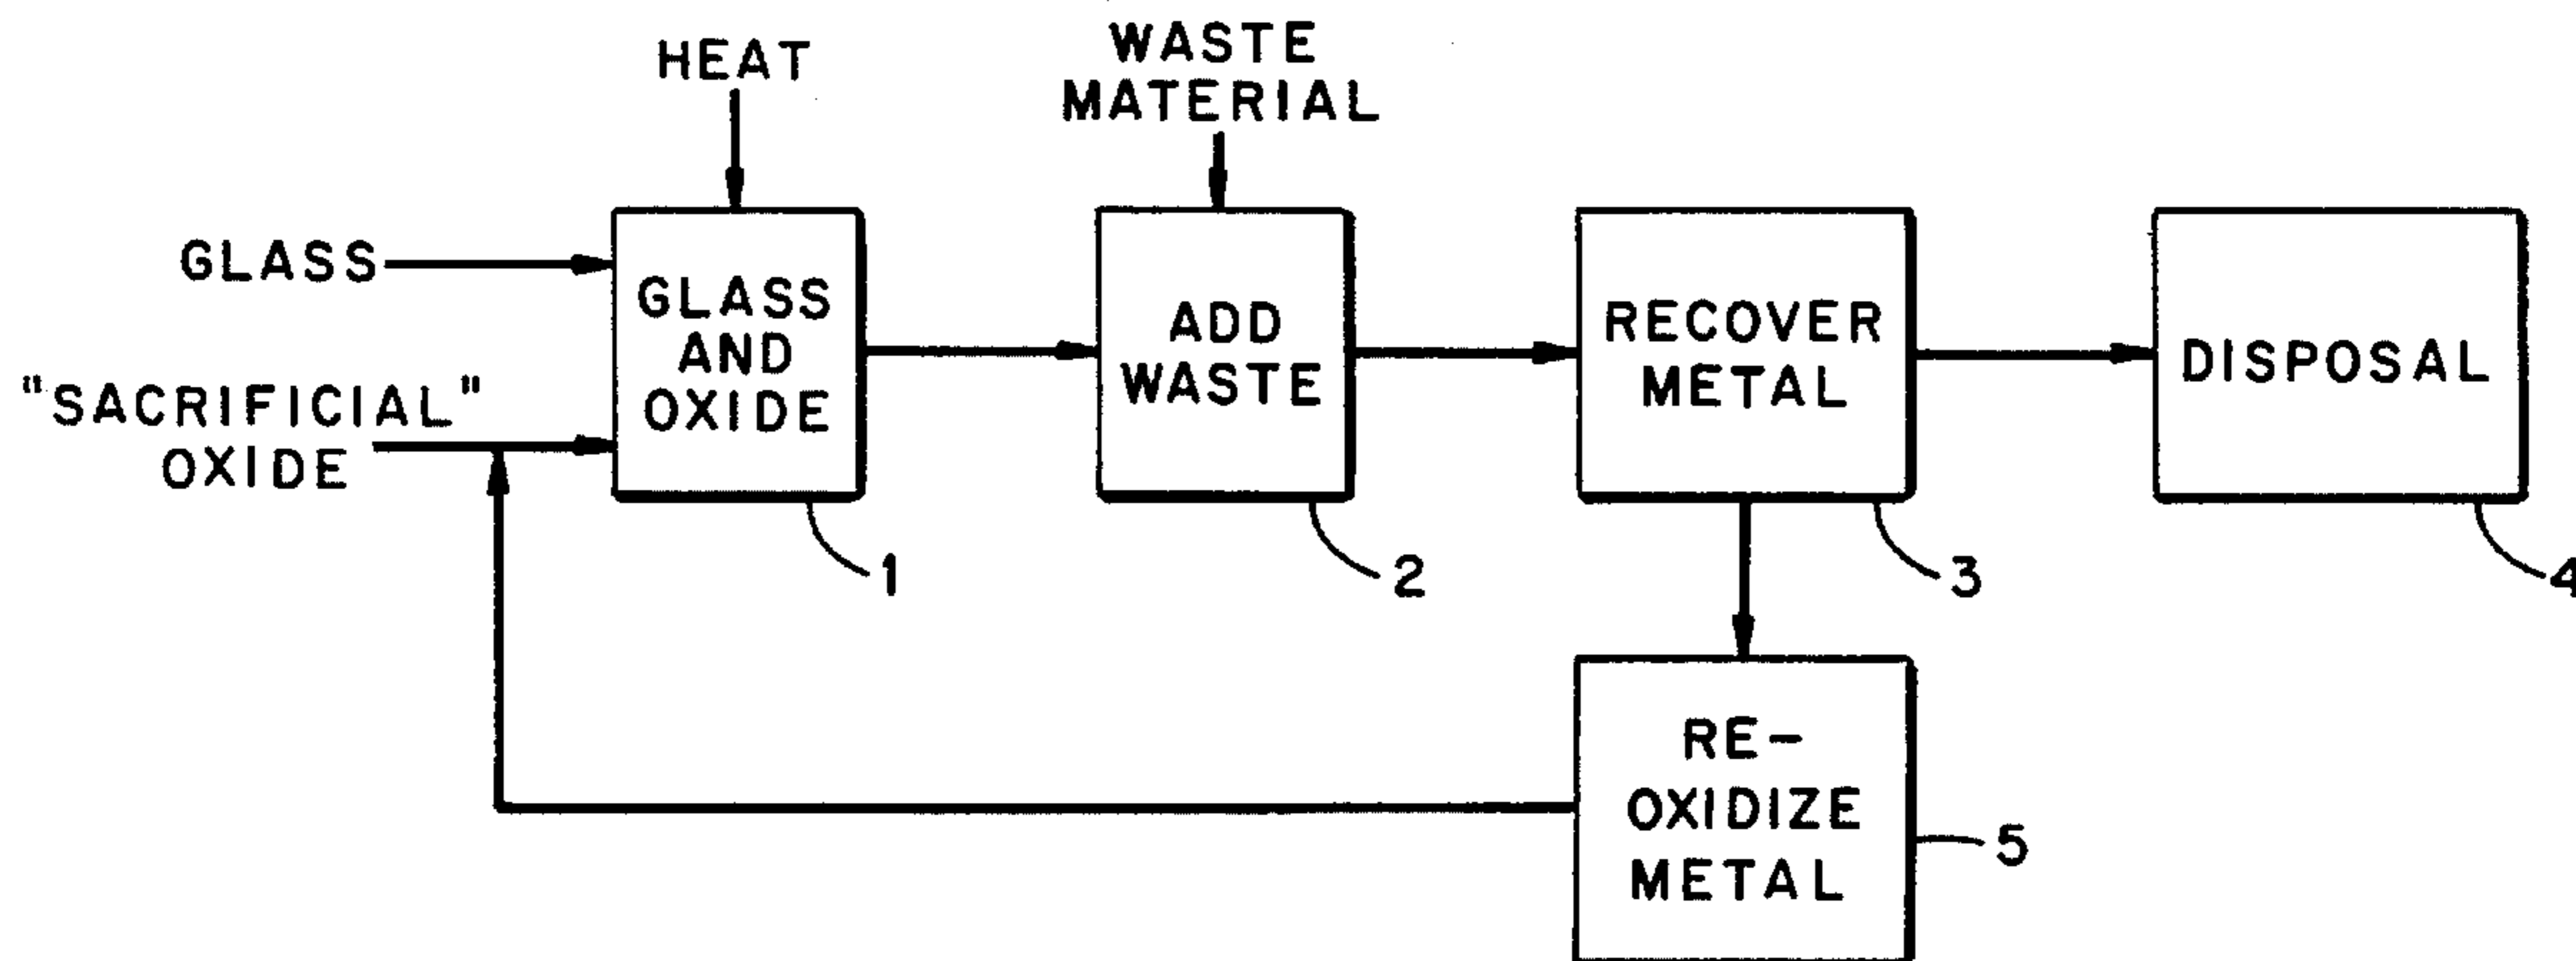 HEAT
WASTE
MATERIAL
GLASS
"SACRIFICIAL"
OXIDE
GLASS
AND
OXIDE
1
ADD
WASTE
2
RECOVER
METAL
3
DISPOSAL
4
RE-
OXIDIZE
METAL
5